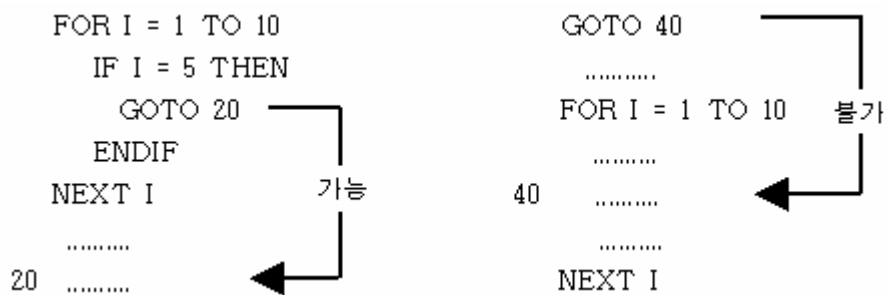 FOR I = 1 TO 10
IF I = 5 THEN
GOTO 20
ENDIF
NEXT I
가능
..........
20 ..........
GOTO 40
...........
FOR I = 1 TO 10
불가
..........
40 ..........
..........
NEXT I